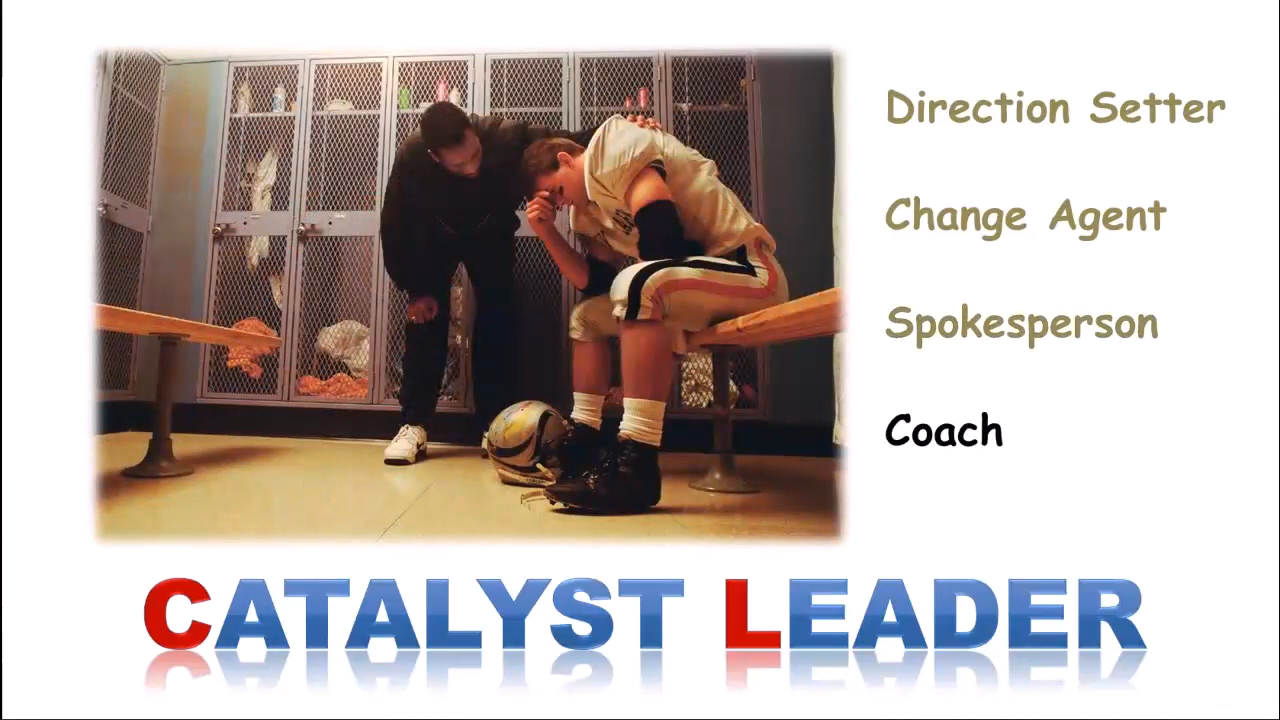 Direction Setter
Change Agent
Spokesperson
Coach
CATALYST LEADER